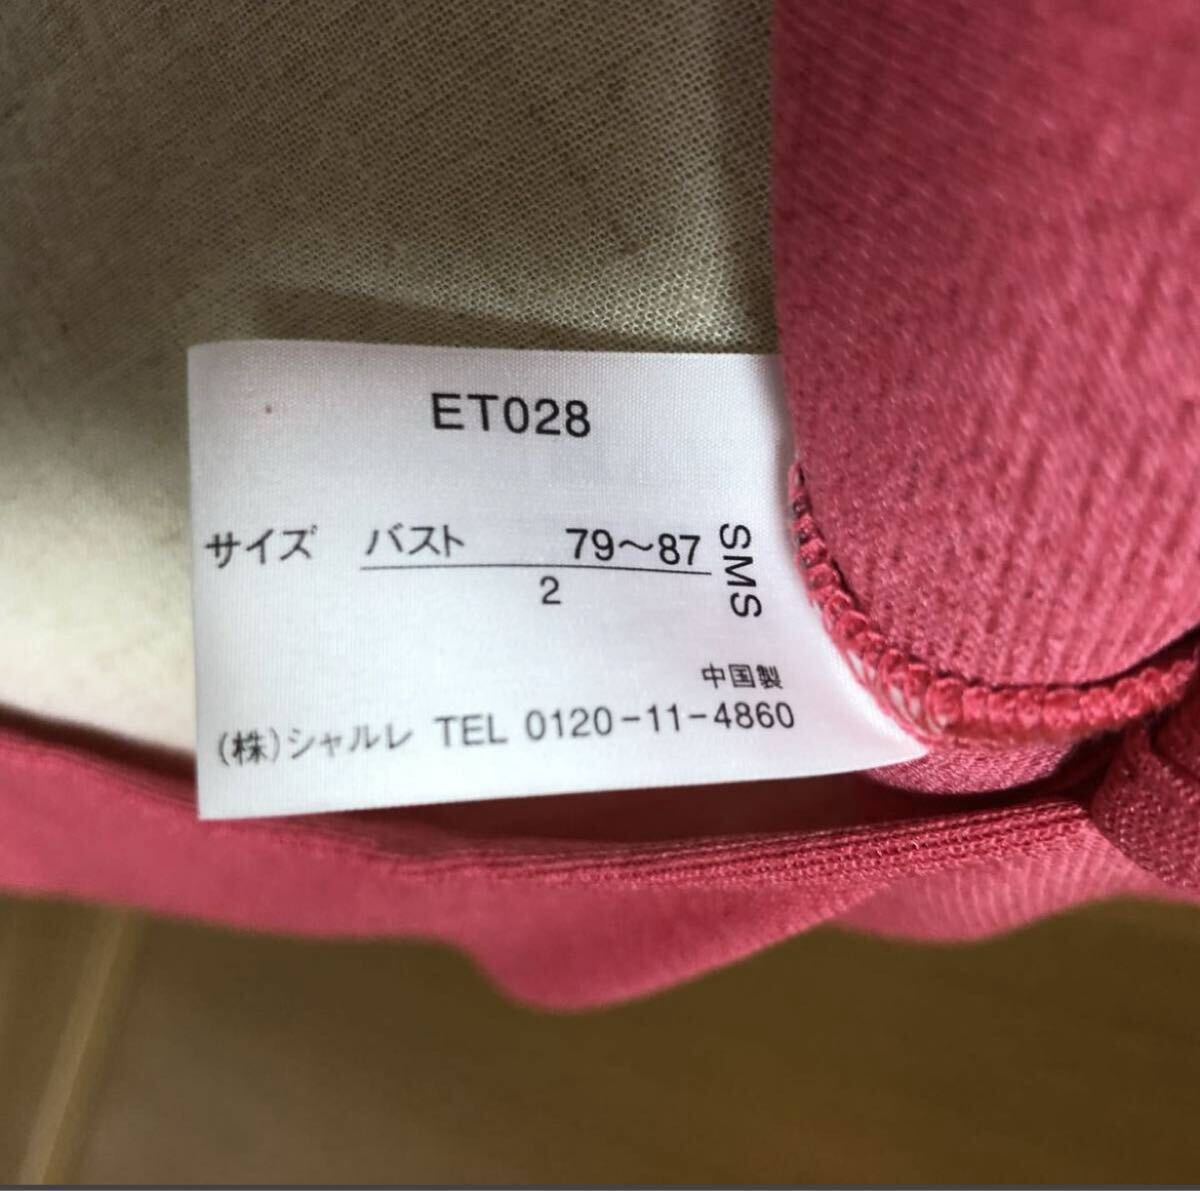 ET028
サイズ バスト 79～87
2
SMS
中国製
(株)シャルレ TEL 0120-11-4860